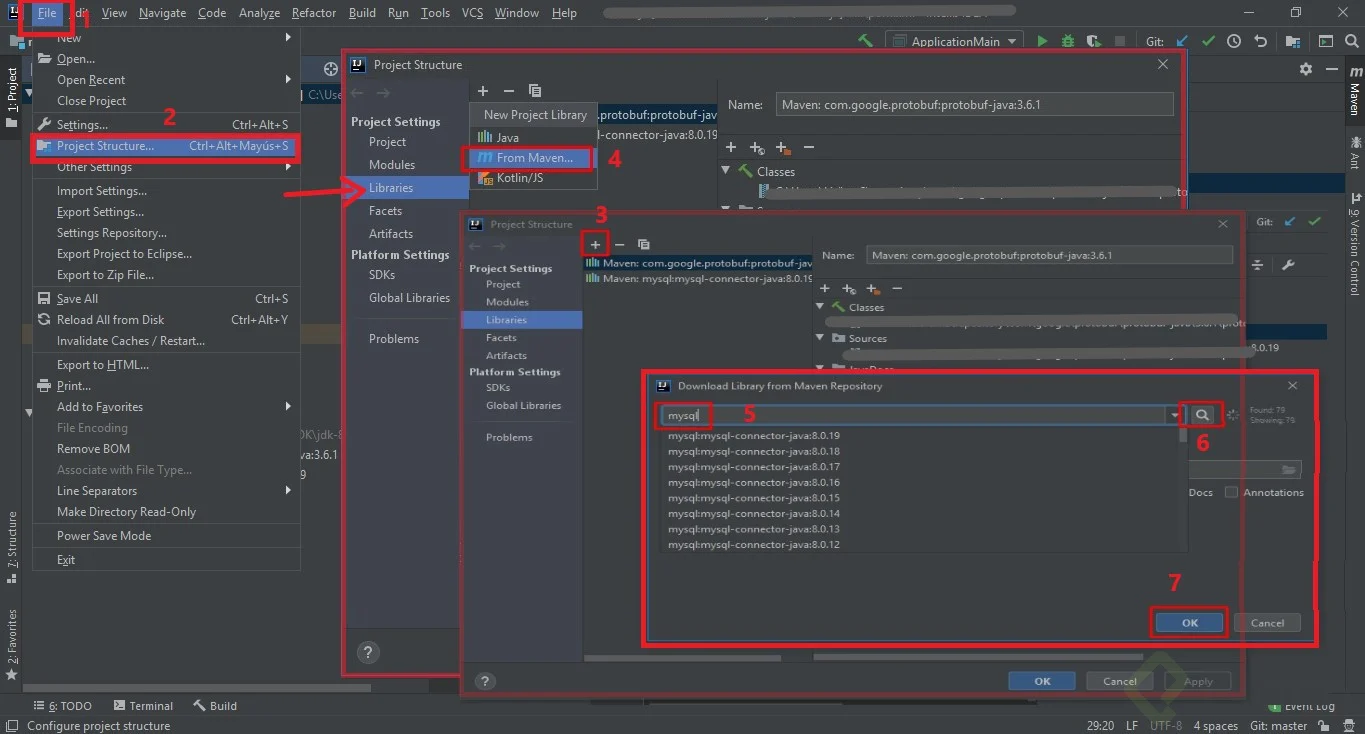 File Edit View Navigate Code Analyze Refactor Build Run Tools VCS Window Help
1
New
Open...
Open Recent
Close Project
2
Settings... Ctrl+Alt+S
Project Structure... Ctrl+Alt+Mayús+S
Other Settings
Import Settings...
Export Settings...
Settings Repository...
Export Project to Eclipse...
Export to Zip File...
Save All Ctrl+S
Reload All from Disk Ctrl+Alt+Y
Invalidate Caches / Restart...
Export to HTML...
Print...
Add to Favorites
File Encoding
Remove BOM
Associate with File Type...
Line Separators
Make Directory Read-Only
Power Save Mode
Exit
1: Project
7: Structure
2: Favorites
C:\Use
OK\jdk-8
va:3.6.1
9
ApplicationMain
Git:
Maven
Ant
9: Version Control
Project Structure
Project Settings
Project
Modules
Libraries
Facets
Artifacts
Platform Settings
SDKs
Global Libraries
Problems
New Project Library
Java
From Maven...
Kotlin/JS
4
.protobuf:protobuf-jav
l-connector-java:8.0.19
Name: Maven: com.google.protobuf:protobuf-java:3.6.1
Classes
to
Project Structure
3
Project Settings
Project
Modules
Libraries
Facets
Artifacts
Platform Settings
SDKs
Global Libraries
Problems
Maven: com.google.protobuf:protobuf-jav
Maven: mysql:mysql-connector-java:8.0.19
Name: Maven: com.google.protobuf:protobuf-java:3.6.1
Classes
Sources
JavaDocs
Git:
8.0.19
Download Library from Maven Repository
mysql
5
6
Found: 79
Showing: 79
mysql:mysql-connector-java:8.0.19
mysql:mysql-connector-java:8.0.18
mysql:mysql-connector-java:8.0.17
mysql:mysql-connector-java:8.0.16
mysql:mysql-connector-java:8.0.15
mysql:mysql-connector-java:8.0.14
mysql:mysql-connector-java:8.0.13
mysql:mysql-connector-java:8.0.12
Docs Annotations
7
OK Cancel
OK Cancel Apply
6: TODO Terminal Build Event Log
Configure project structure 29:20 LF UTF-8 4 spaces Git: master